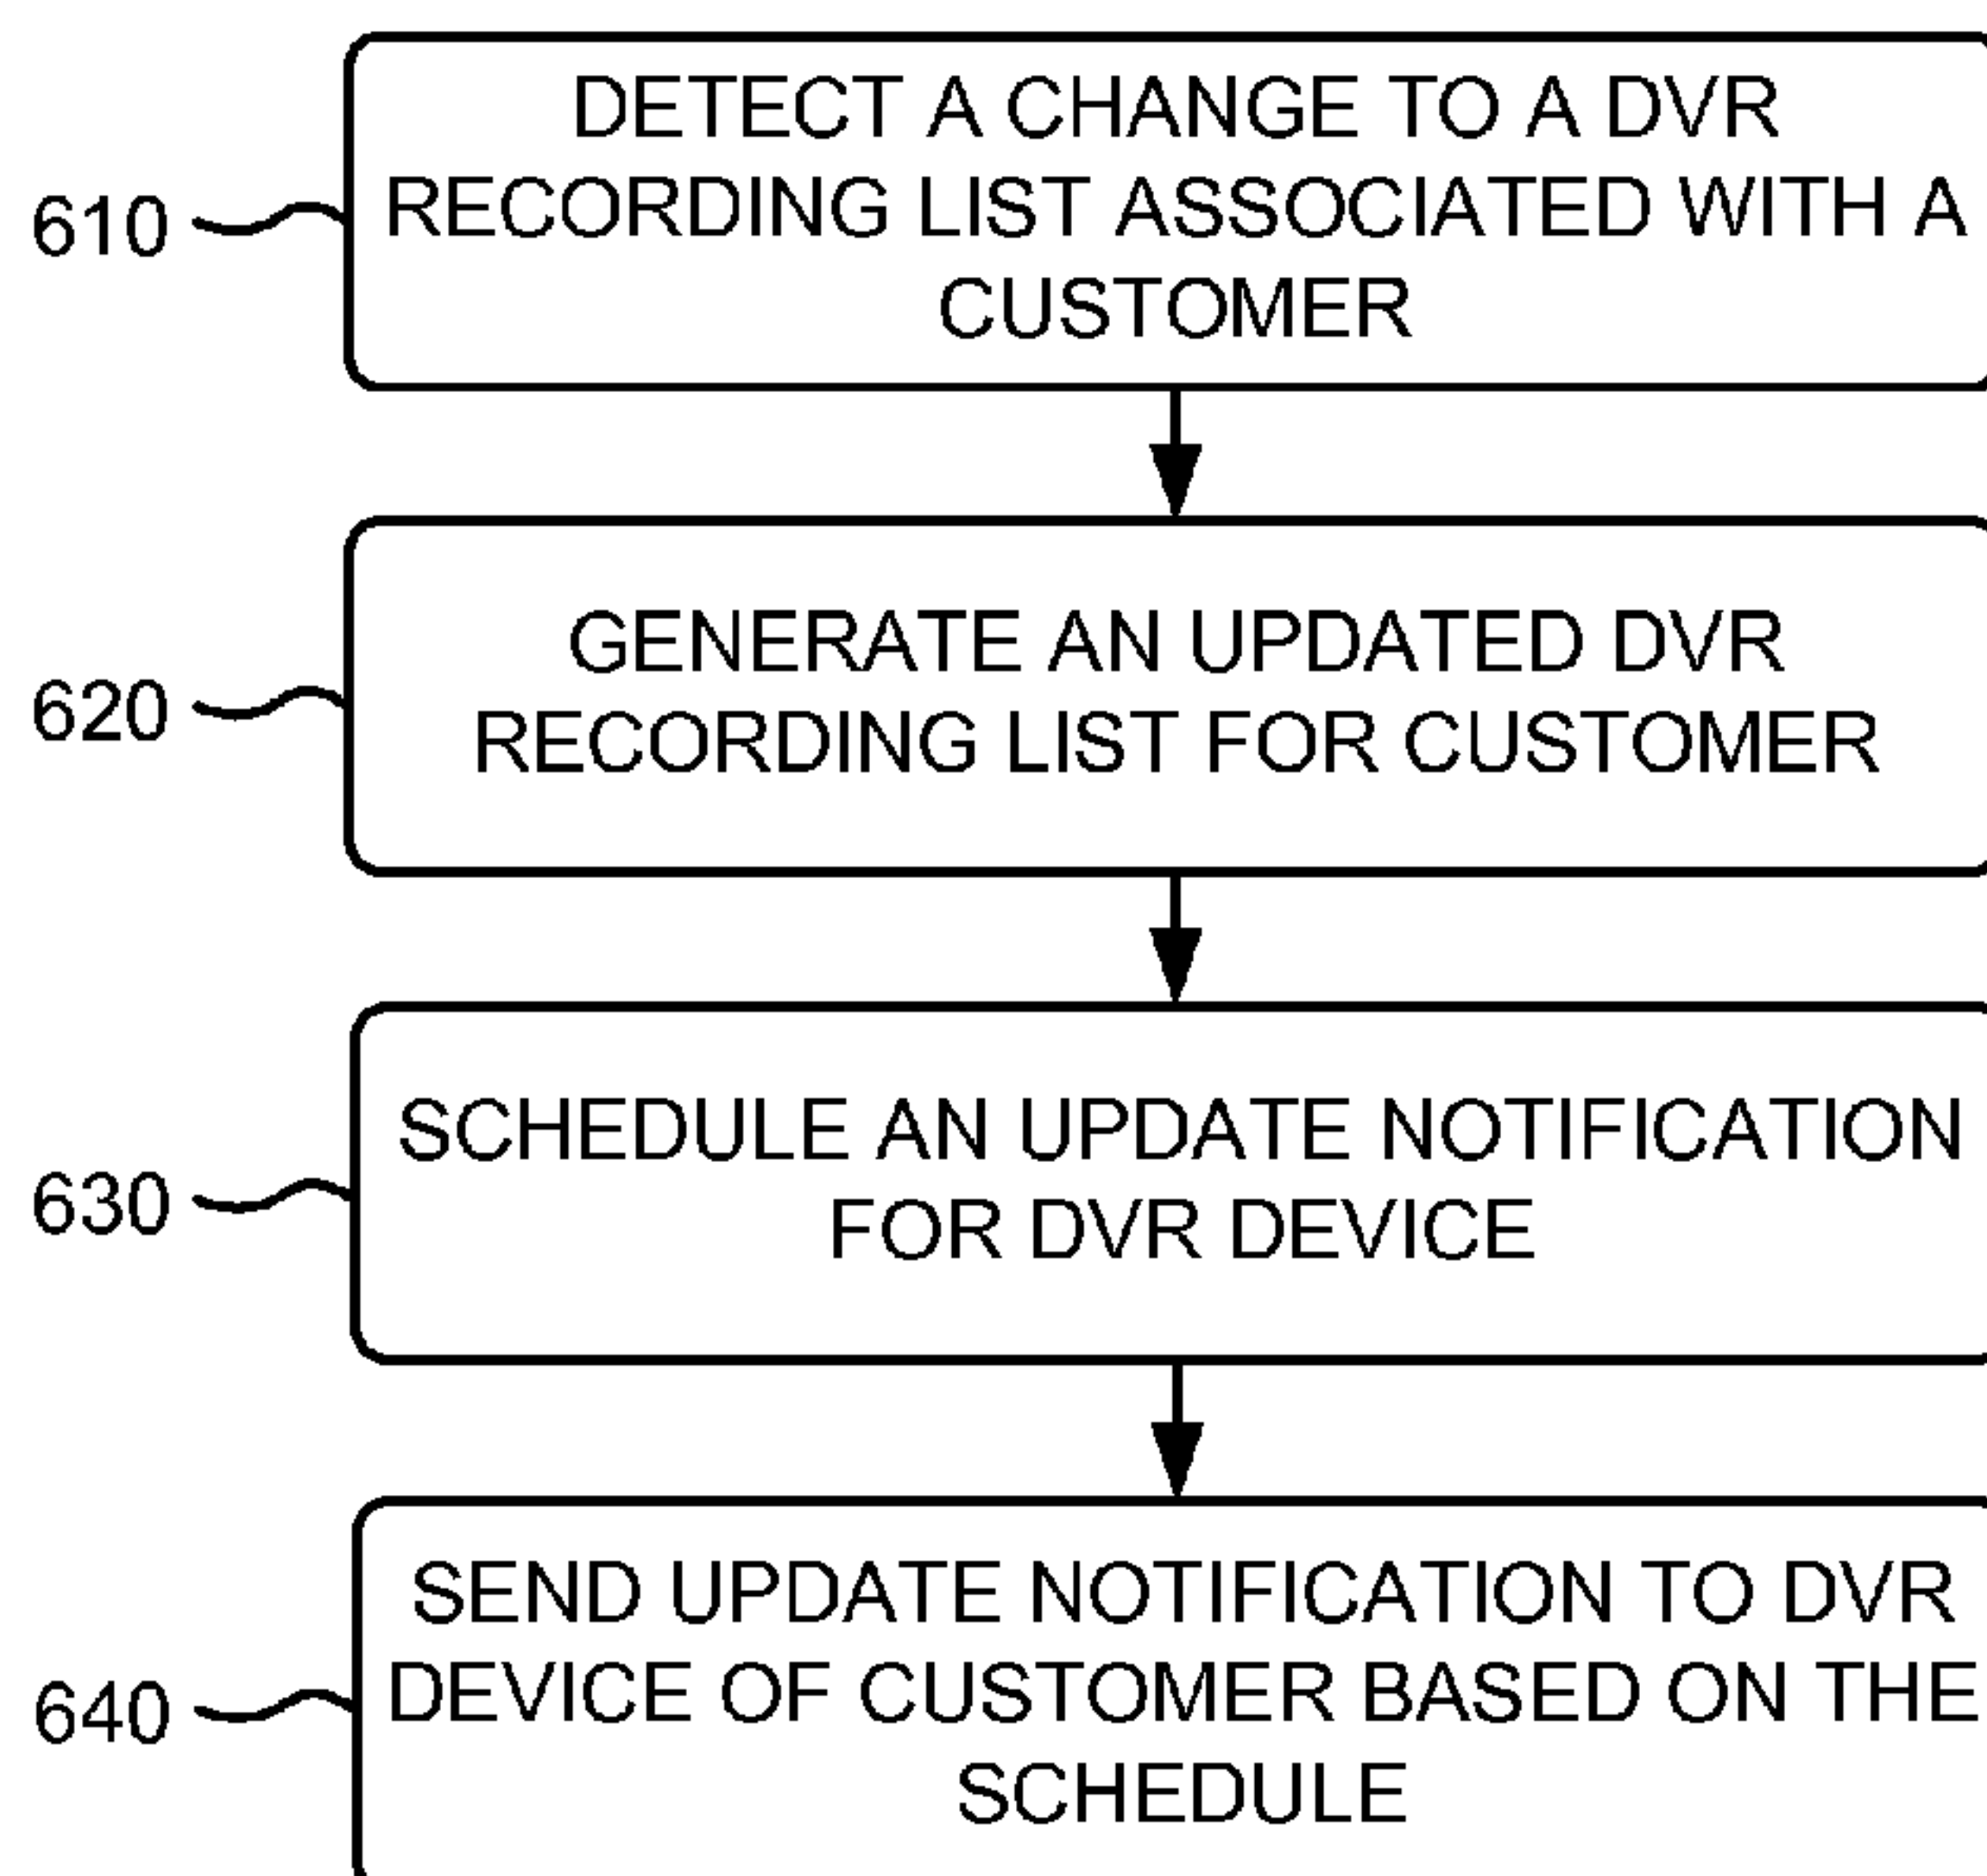 DETECT A CHANGE TO A DVR
RECORDING LIST ASSOCIATED WITH A
CUSTOMER
610
GENERATE AN UPDATED DVR
RECORDING LIST FOR CUSTOMER
620
SCHEDULE AN UPDATE NOTIFICATION
FOR DVR DEVICE
630
SEND UPDATE NOTIFICATION TO DVR
DEVICE OF CUSTOMER BASED ON THE
SCHEDULE
640